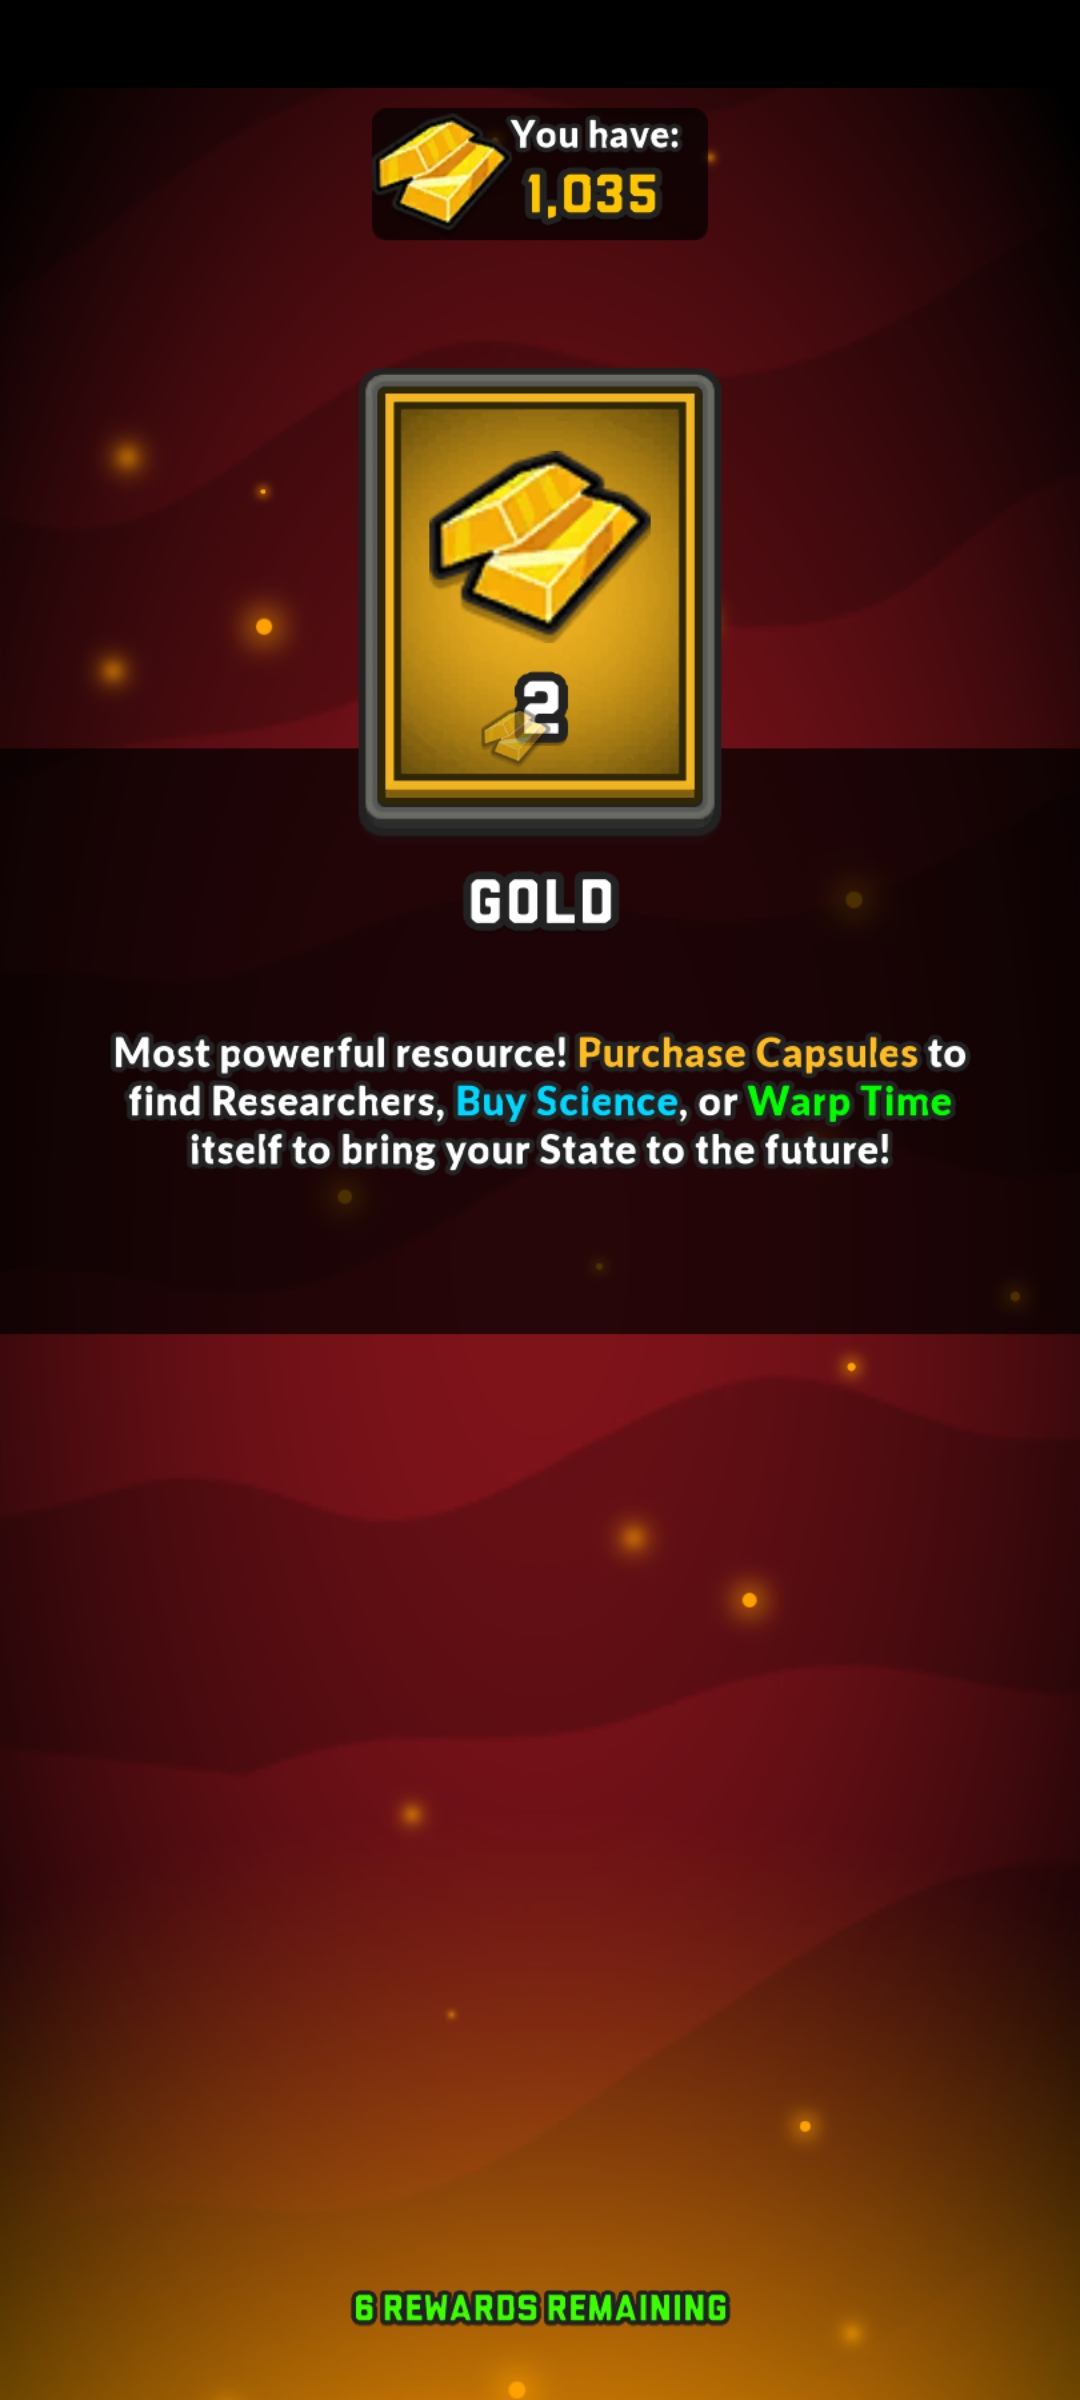 You have:
1,035
2
GOLD
Most powerful resource! Purchase Capsules to
find Researchers, Buy Science, or Warp Time
itself to bring your State to the future!
6 REWARDS REMAINING